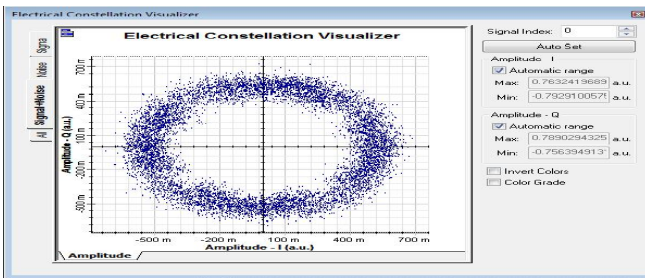 Electrical Constellation Visualizer
Electrical Constellation Visualizer
Signal Index: 0
Auto Set
Amplitude - I
Automatic range
Max: 0.7632419689 a.u.
Min: -0.792910057 a.u.
Amplitude - Q
Automatic range
Max: 0.7890294325 a.u.
Min: -0.756394913 a.u.
Invert Colors
Color Grade
Signa
Noise
Signal+Noise
All
Amplitude - Q (a.u.)
700 m
400 m
100 m
-200 m
-500 m
-500 m -200 m 100 m 400 m 700 m
Amplitude - I (a.u.)
Amplitude